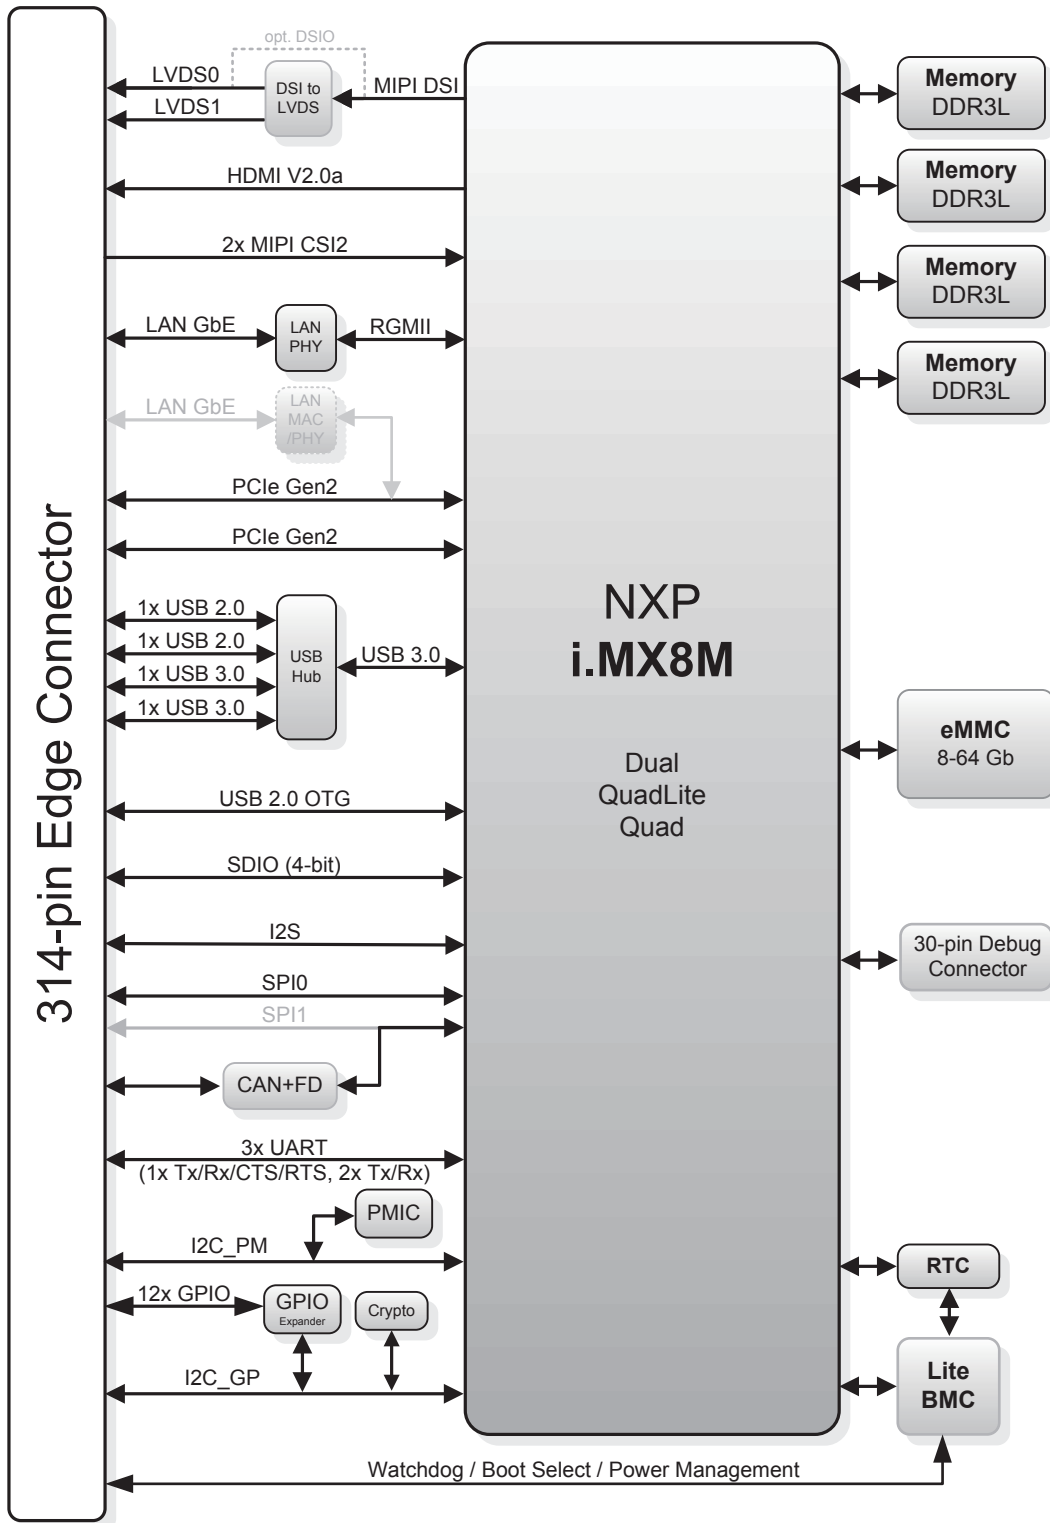 314-pin Edge Connector
opt. DSIO
LVDS0
LVDS1
DSI to
LVDS
MIPI DSI
HDMI V2.0a
2x MIPI CSI2
LAN GbE
LAN
PHY
RGMII
LAN GbE
LAN
MAC
/PHY
PCIe Gen2
PCIe Gen2
1x USB 2.0
1x USB 2.0
1x USB 3.0
1x USB 3.0
USB
Hub
USB 3.0
USB 2.0 OTG
SDIO (4-bit)
I2S
SPI0
SPI1
CAN+FD
3x UART
(1x Tx/Rx/CTS/RTS, 2x Tx/Rx)
PMIC
I2C_PM
12x GPIO
GPIO
Expander
Crypto
I2C_GP
Watchdog / Boot Select / Power Management
NXP
i.MX8M
Dual
QuadLite
Quad
Memory
DDR3L
Memory
DDR3L
Memory
DDR3L
Memory
DDR3L
eMMC
8-64 Gb
30-pin Debug
Connector
RTC
Lite
BMC